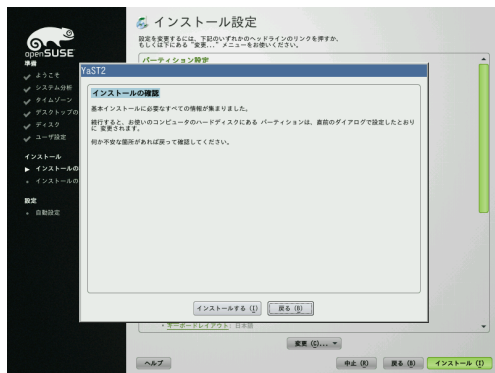 openSUSE
準備
ようこそ
システム分析
タイムゾーン
デスクトップの
ディスク
ユーザ設定
インストール
インストールの
インストールの
設定
自動設定
インストール設定
設定を変更するには、下記のいずれかのヘッドラインのリンクを押すか、
もしくは下にある "変更..." メニューをお使いください。
パーティション設定
YaST2
インストールの確認
基本インストールに必要なすべての情報が集まりました。
続行すると、お使いのコンピュータのハードディスクにある パーティションは、直前のダイアログで設定したとおり
に 変更されます。
何か不安な箇所があれば戻って確認してください。
インストールする (I)
戻る (B)
キーボードレイアウト: 日本語
変更 (C)...
ヘルプ
中止 (R)
戻る (B)
インストール (I)